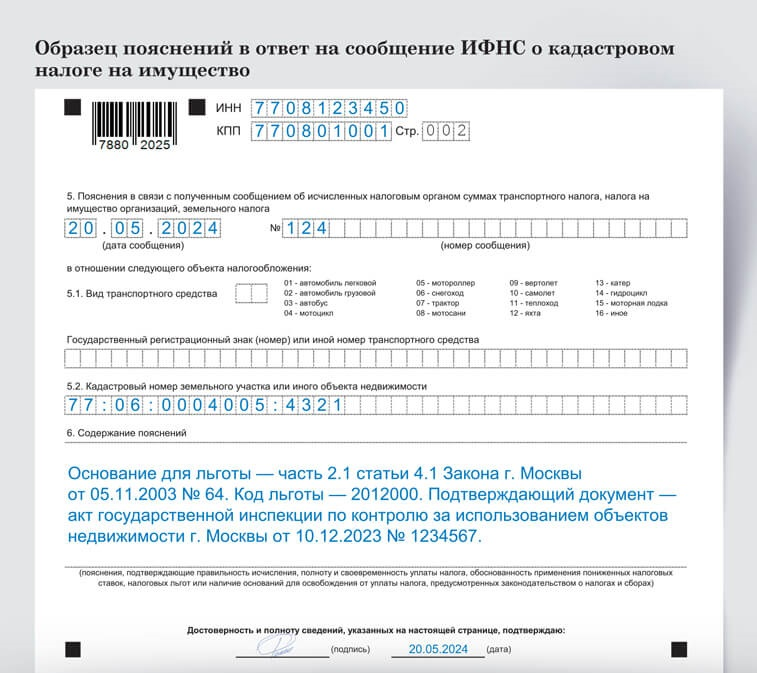 Образец пояснений в ответ на сообщение ИФНС о кадастровом
налоге на имущество
7880 2025
ИНН 7708123450
КПП 770801001 Стр. 002
5. Пояснения в связи с полученным сообщением об исчисленных налоговым органом суммах транспортного налога, налога на
имущество организаций, земельного налога
20.05.2024 № 124
(дата сообщения) (номер сообщения)
в отношении следующего объекта налогообложения:
5.1. Вид транспортного средства
01 - автомобиль легковой 05 - мотороллер 09 - вертолет 13 - катер
02 - автомобиль грузовой 06 - снегоход 10 - самолет 14 - гидроцикл
03 - автобус 07 - трактор 11 - теплоход 15 - моторная лодка
04 - мотоцикл 08 - мотосани 12 - яхта 16 - иное
Государственный регистрационный знак (номер) или иной номер транспортного средства
5.2. Кадастровый номер земельного участка или иного объекта недвижимости
77:06:0004005:4321
6. Содержание пояснений
Основание для льготы — часть 2.1 статьи 4.1 Закона г. Москвы
от 05.11.2003 № 64. Код льготы — 2012000. Подтверждающий документ —
акт государственной инспекции по контролю за использованием объектов
недвижимости г. Москвы от 10.12.2023 № 1234567.
(пояснения, подтверждающие правильность исчисления, полноту и своевременность уплаты налога, обоснованность применения пониженных налоговых
ставок, налоговых льгот или наличие оснований для освобождения от уплаты налога, предусмотренных законодательством о налогах и сборах)
Достоверность и полноту сведений, указанных на настоящей странице, подтверждаю:
(подпись) 20.05.2024 (дата)